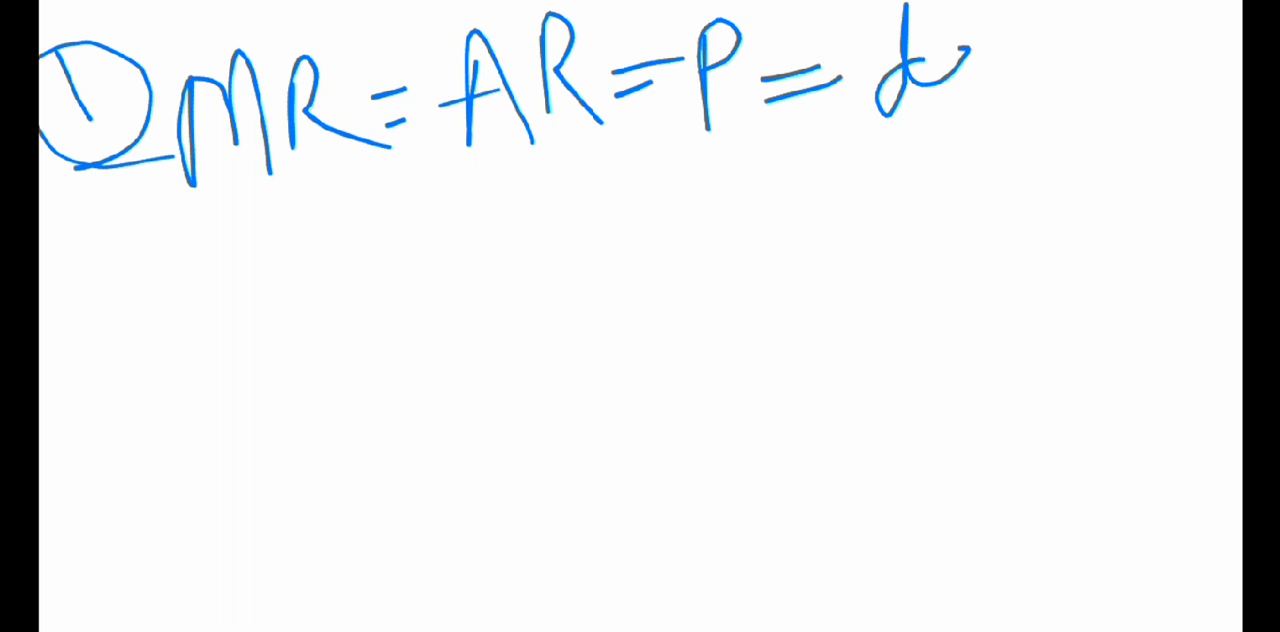 ① MR = AR = P = d